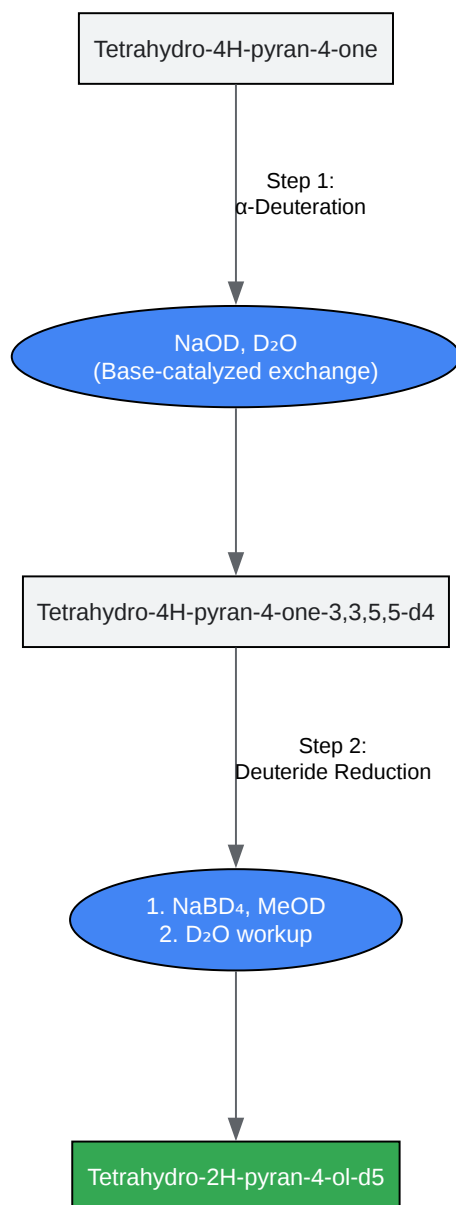 Tetrahydro-4H-pyran-4-one
Step 1:
α-Deuteration
NaOD, D₂O
(Base-catalyzed exchange)
Tetrahydro-4H-pyran-4-one-3,3,5,5-d4
Step 2:
Deuteride Reduction
1. NaBD₄, MeOD
2. D₂O workup
Tetrahydro-2H-pyran-4-ol-d5